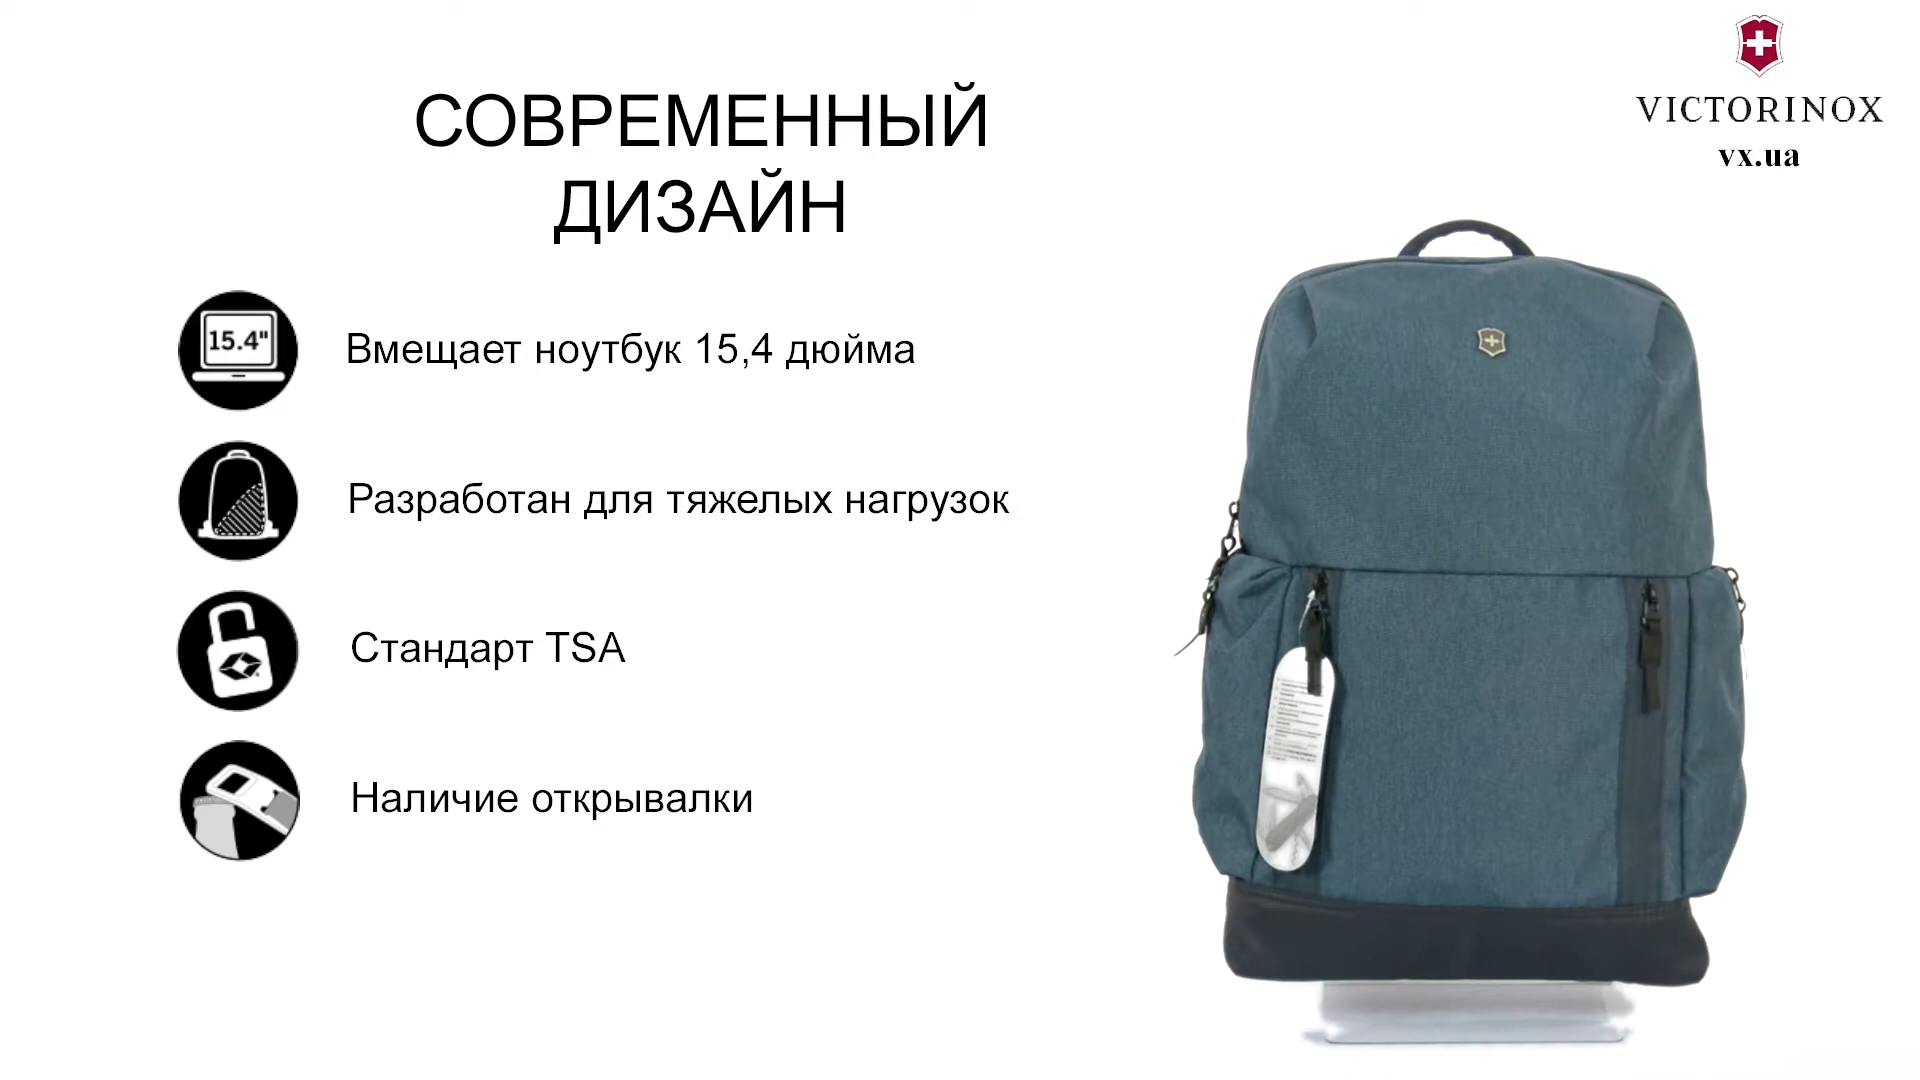 VICTORINOX
vx.ua
СОВРЕМЕННЫЙ
ДИЗАЙН
15.4"
Вмещает ноутбук 15,4 дюйма
Разработан для тяжелых нагрузок
Стандарт TSA
Наличие открывалки